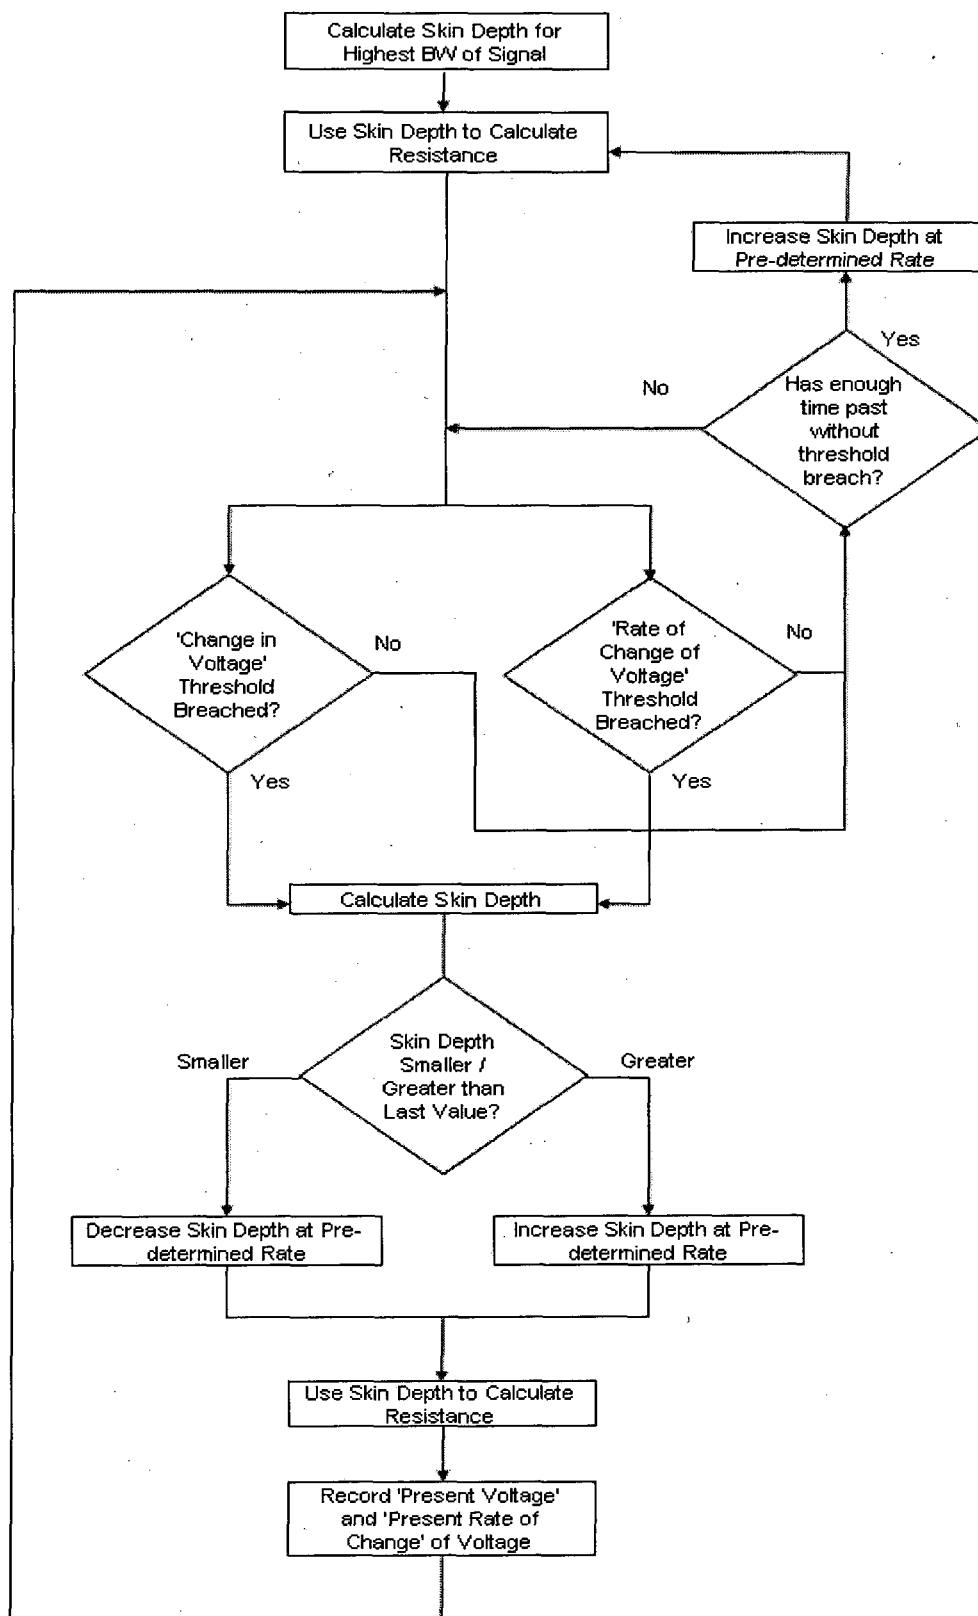 Calculate Skin Depth for
Highest BW of Signal
Use Skin Depth to Calculate
Resistance
Increase Skin Depth at
Pre-determined Rate
Yes
No
Has enough
time past
without
threshold
breach?
'Change in
Voltage'
Threshold
Breached?
No
'Rate of
Change of
Voltage'
Threshold
Breached?
No
Yes
Yes
Calculate Skin Depth
Skin Depth
Smaller /
Greater than
Last Value?
Smaller
Greater
Decrease Skin Depth at Pre-
determined Rate
Increase Skin Depth at Pre-
determined Rate
Use Skin Depth to Calculate
Resistance
Record 'Present Voltage'
and 'Present Rate of
Change' of Voltage